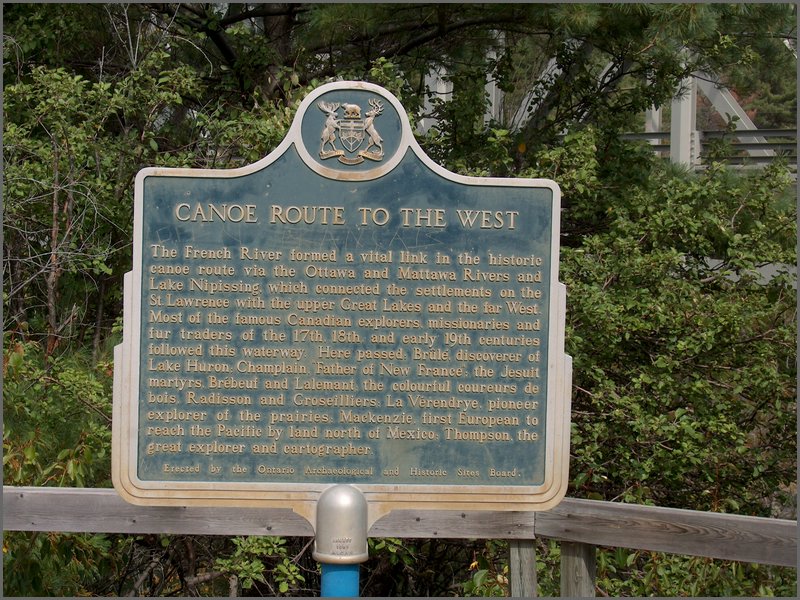 CANOE ROUTE TO THE WEST
The French River formed a vital link in the historic
canoe route via the Ottawa and Mattawa Rivers and
Lake Nipissing, which connected the settlements on the
St. Lawrence with the upper Great Lakes and the far West.
Most of the famous Canadian explorers, missionaries and
fur traders of the 17th, 18th, and early 19th centuries
followed this waterway. Here passed: Brûlé, discoverer of
Lake Huron; Champlain, "Father of New France"; the Jesuit
martyrs, Brébeuf and Lalemant; the colourful coureurs de
bois, Radisson and Groseilliers; La Vérendrye, pioneer
explorer of the prairies; Mackenzie, first European to
reach the Pacific by land north of Mexico; Thompson, the
great explorer and cartographer.
Erected by the Ontario Archaeological and Historic Sites Board.